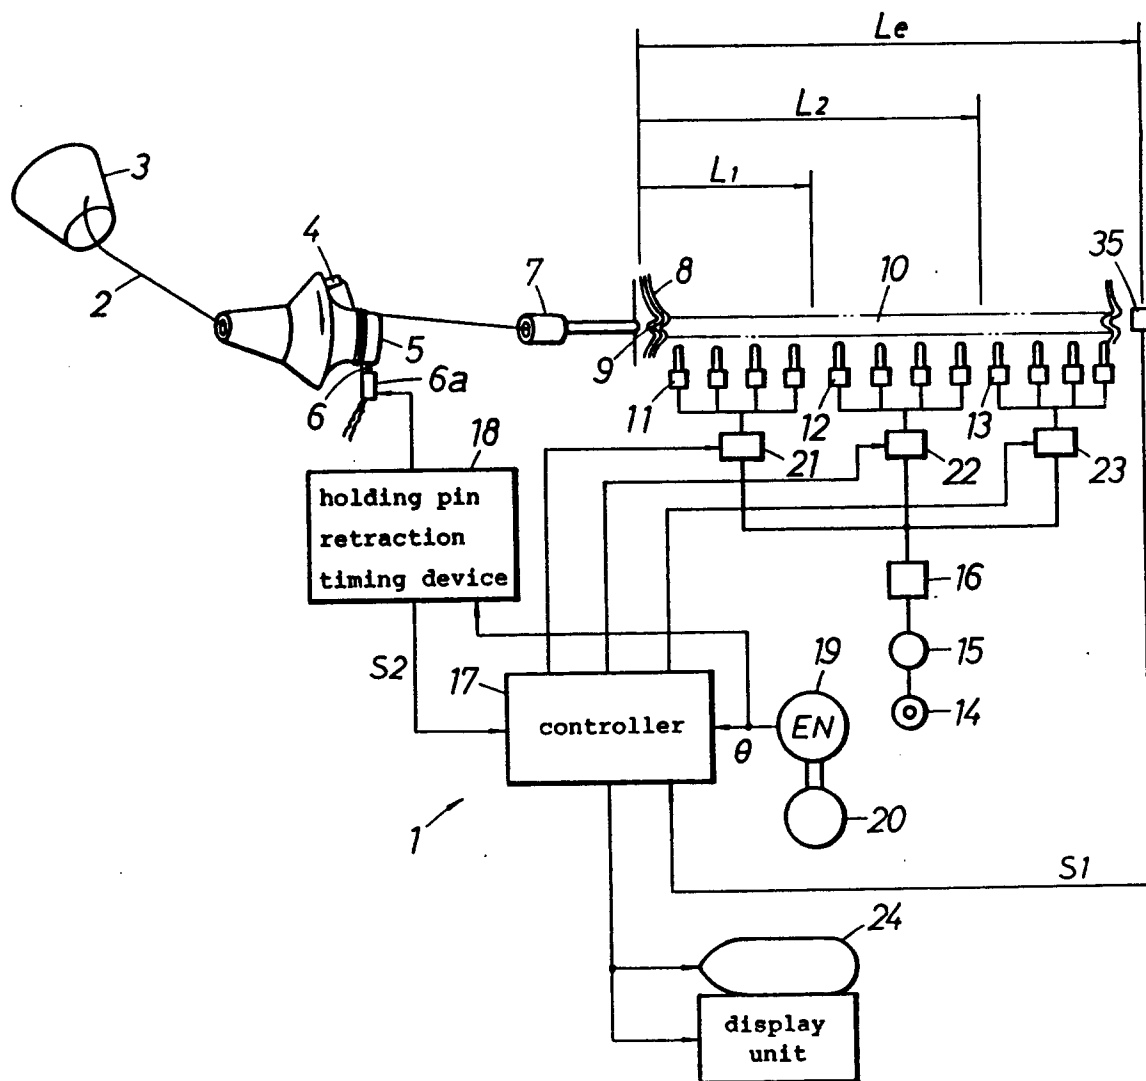 Le
L2
L1
3
4
2
7
8
10
35
5
9
6
6a
11
12
13
18
21
22
23
holding pin
retraction
timing device
16
S2
17
19
15
controller
EN
14
θ
20
1
S1
24
display
unit